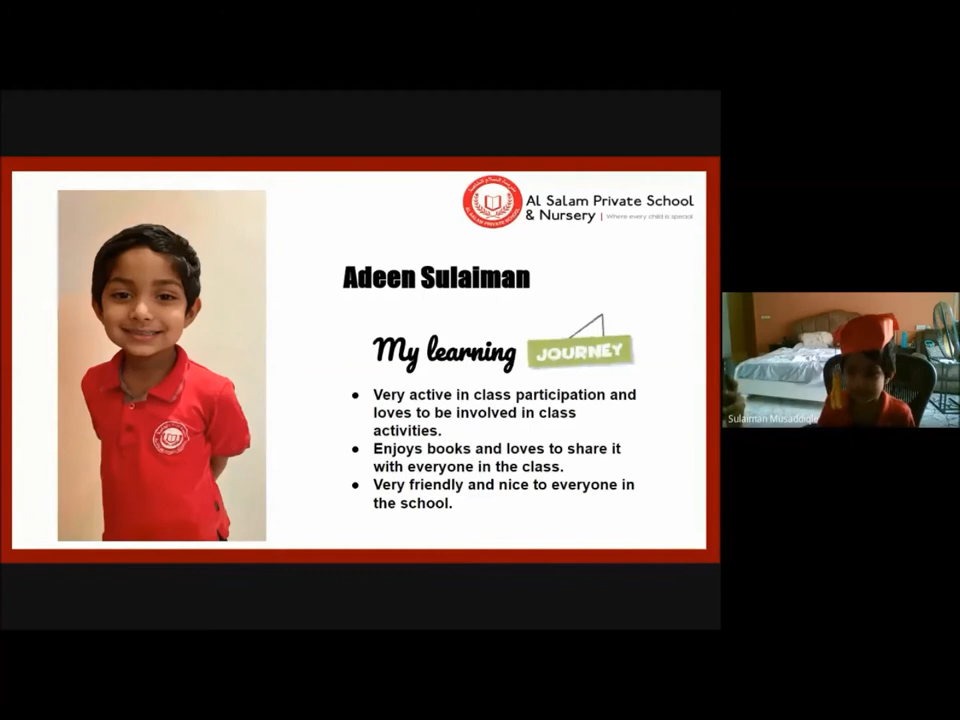 Al Salam Private School
& Nursery | Where every child is special
Adeen Sulaiman
My learning JOURNEY
● Very active in class participation and
loves to be involved in class
activities.
● Enjoys books and loves to share it
with everyone in the class.
● Very friendly and nice to everyone in
the school.
Sulaiman Musaddiqle